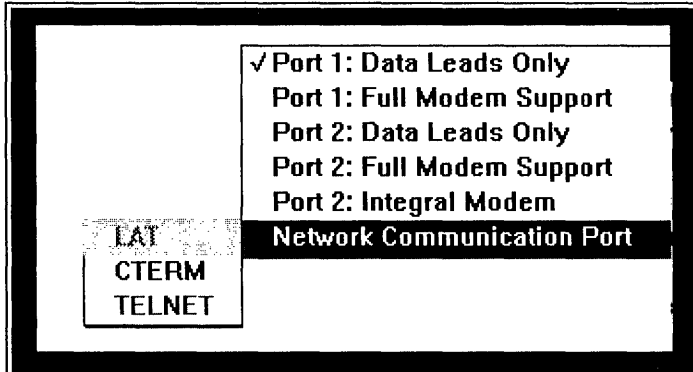 √ Port 1: Data Leads Only
Port 1: Full Modem Support
Port 2: Data Leads Only
Port 2: Full Modem Support
Port 2: Integral Modem
LAT Network Communication Port
CTERM
TELNET